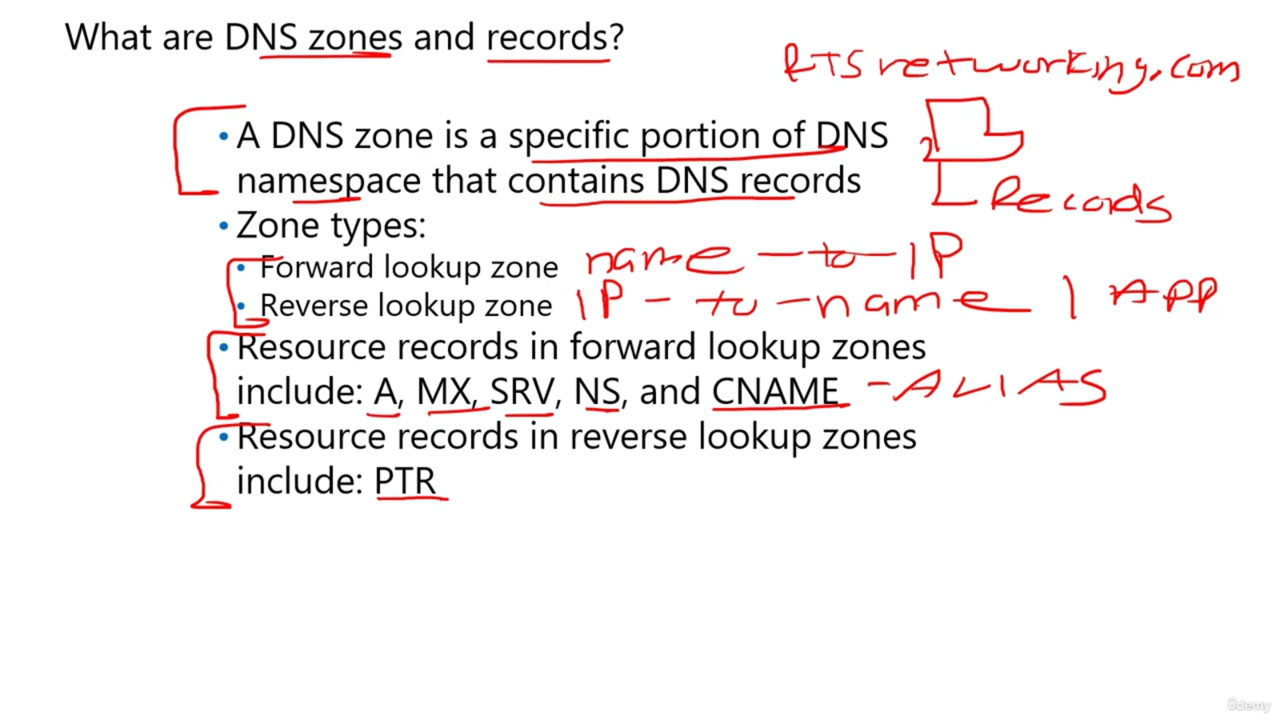 What are DNS zones and records?
RTSnetworking.com
• A DNS zone is a specific portion of DNS
namespace that contains DNS records
Records
• Zone types:
• Forward lookup zone name - to - IP
• Reverse lookup zone IP - to - name | APP
• Resource records in forward lookup zones
include: A, MX, SRV, NS, and CNAME - ALIAS
• Resource records in reverse lookup zones
include: PTR
ûdemy